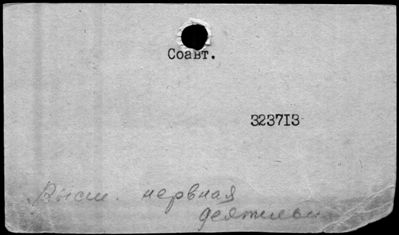 Соавт.
323713
Высш. нервная
деятельн